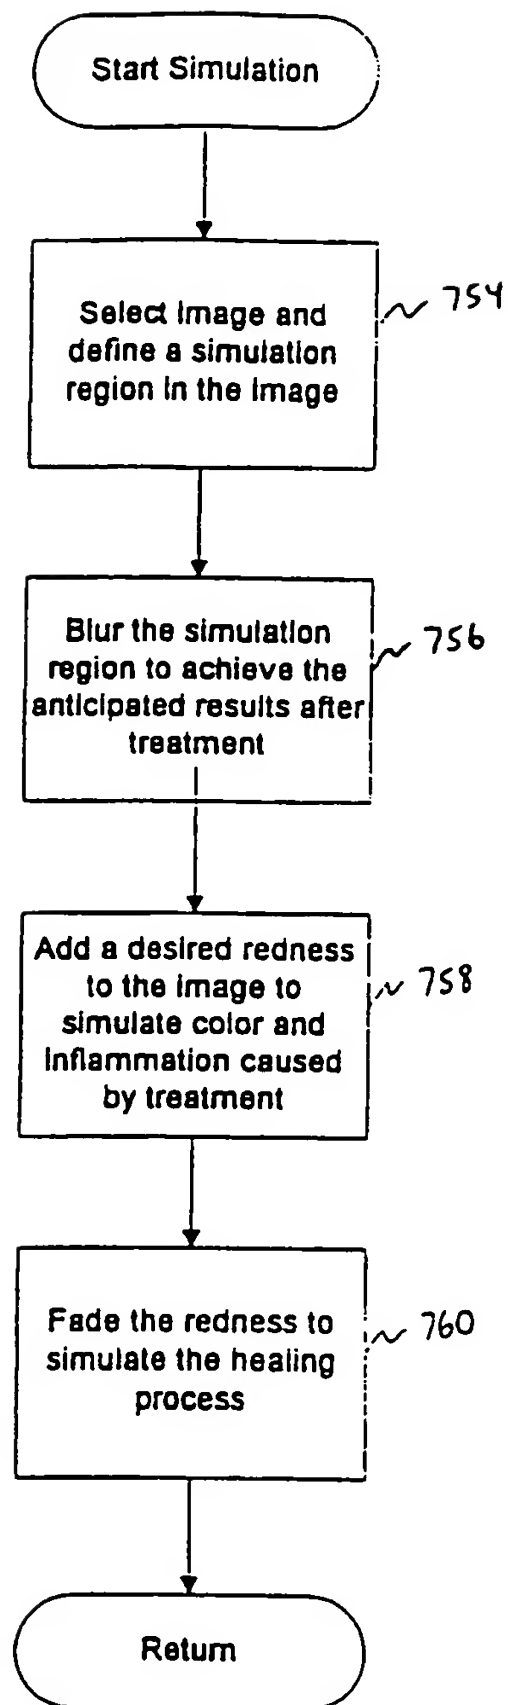 Start Simulation
Select Image and
define a simulation
region in the Image
754
Blur the simulation
region to achieve the
anticipated results after
treatment
756
Add a desired redness
to the image to
simulate color and
inflammation caused
by treatment
758
Fade the redness to
simulate the healing
process
760
Return